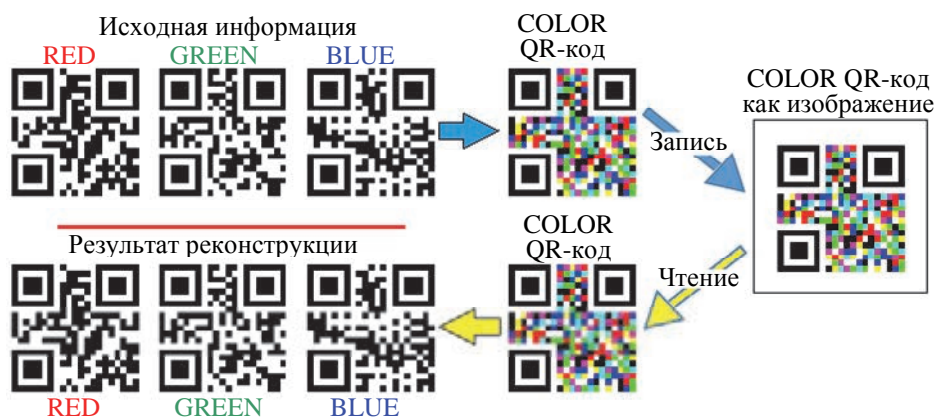 Исходная информация
RED GREEN BLUE
COLOR
QR-код
COLOR QR-код
как изображение
Запись
Результат реконструкции
COLOR
QR-код
Чтение
RED GREEN BLUE